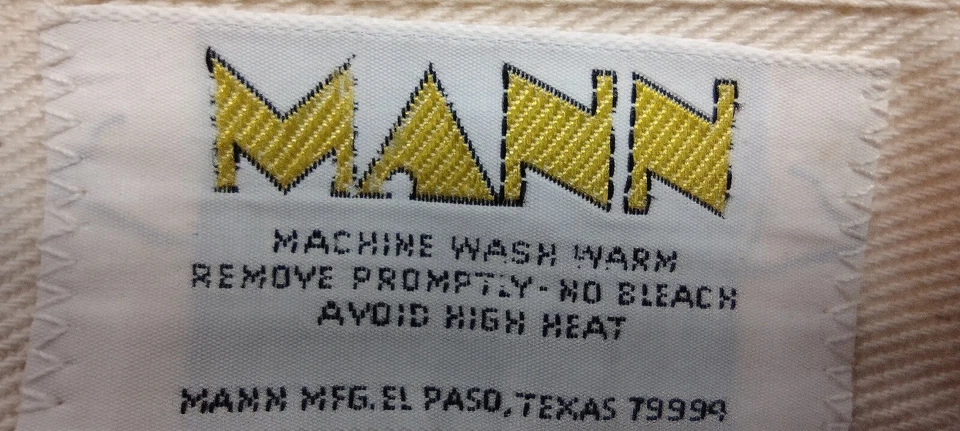 MANN
MACHINE WASH WARM
REMOVE PROMPTLY-NO BLEACH
AVOID HIGH HEAT
MANN MFG. EL PASO, TEXAS 79999